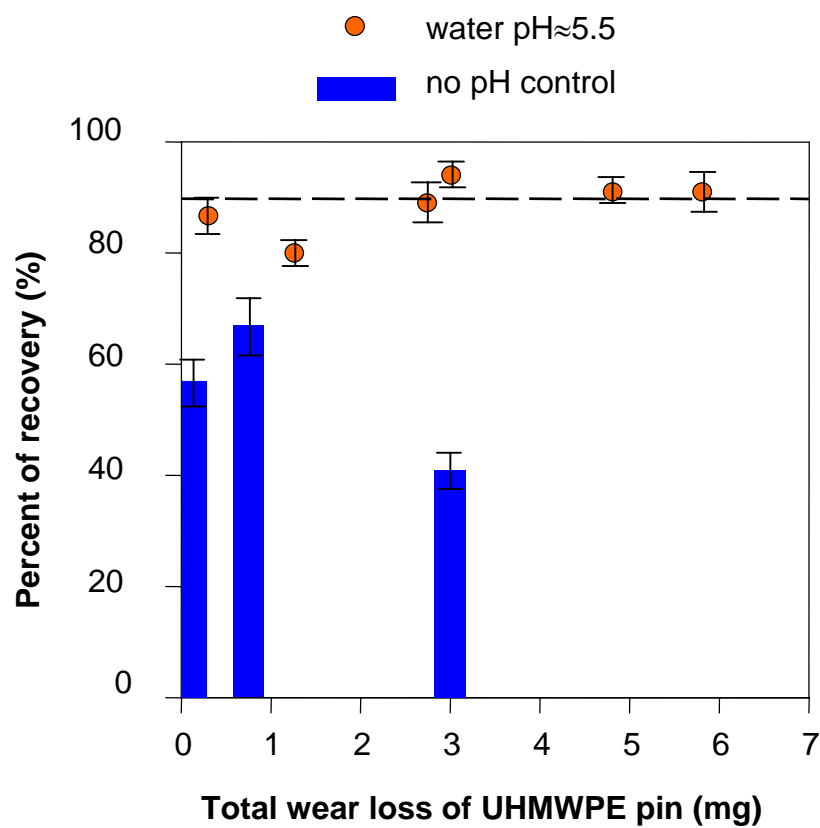 water pH≈5.5
no pH control
100
80
60
40
20
0
Percent of recovery (%)
0 1 2 3 4 5 6 7
Total wear loss of UHMWPE pin (mg)